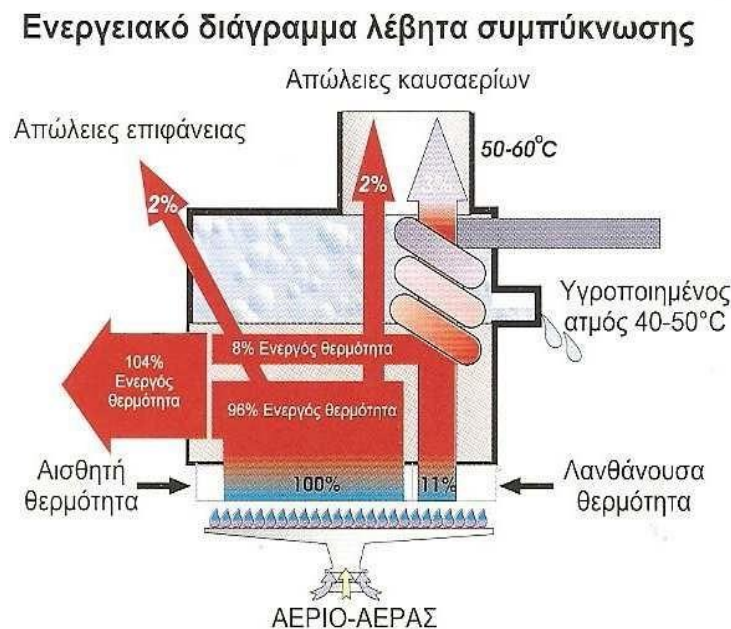 Ενεργειακό διάγραμμα λέβητα συμπύκνωσης
Απώλειες καυσαερίων
Απώλειες επιφάνειας
50-60°C
2%
2%
3%
Υγροποιημένος
ατμός 40-50°C
8% Ενεργός θερμότητα
104%
Ενεργός
θερμότητα
96% Ενεργός θερμότητα
Αισθητή
θερμότητα
100%
11%
Λανθάνουσα
θερμότητα
ΑΕΡΙΟ-ΑΕΡΑΣ